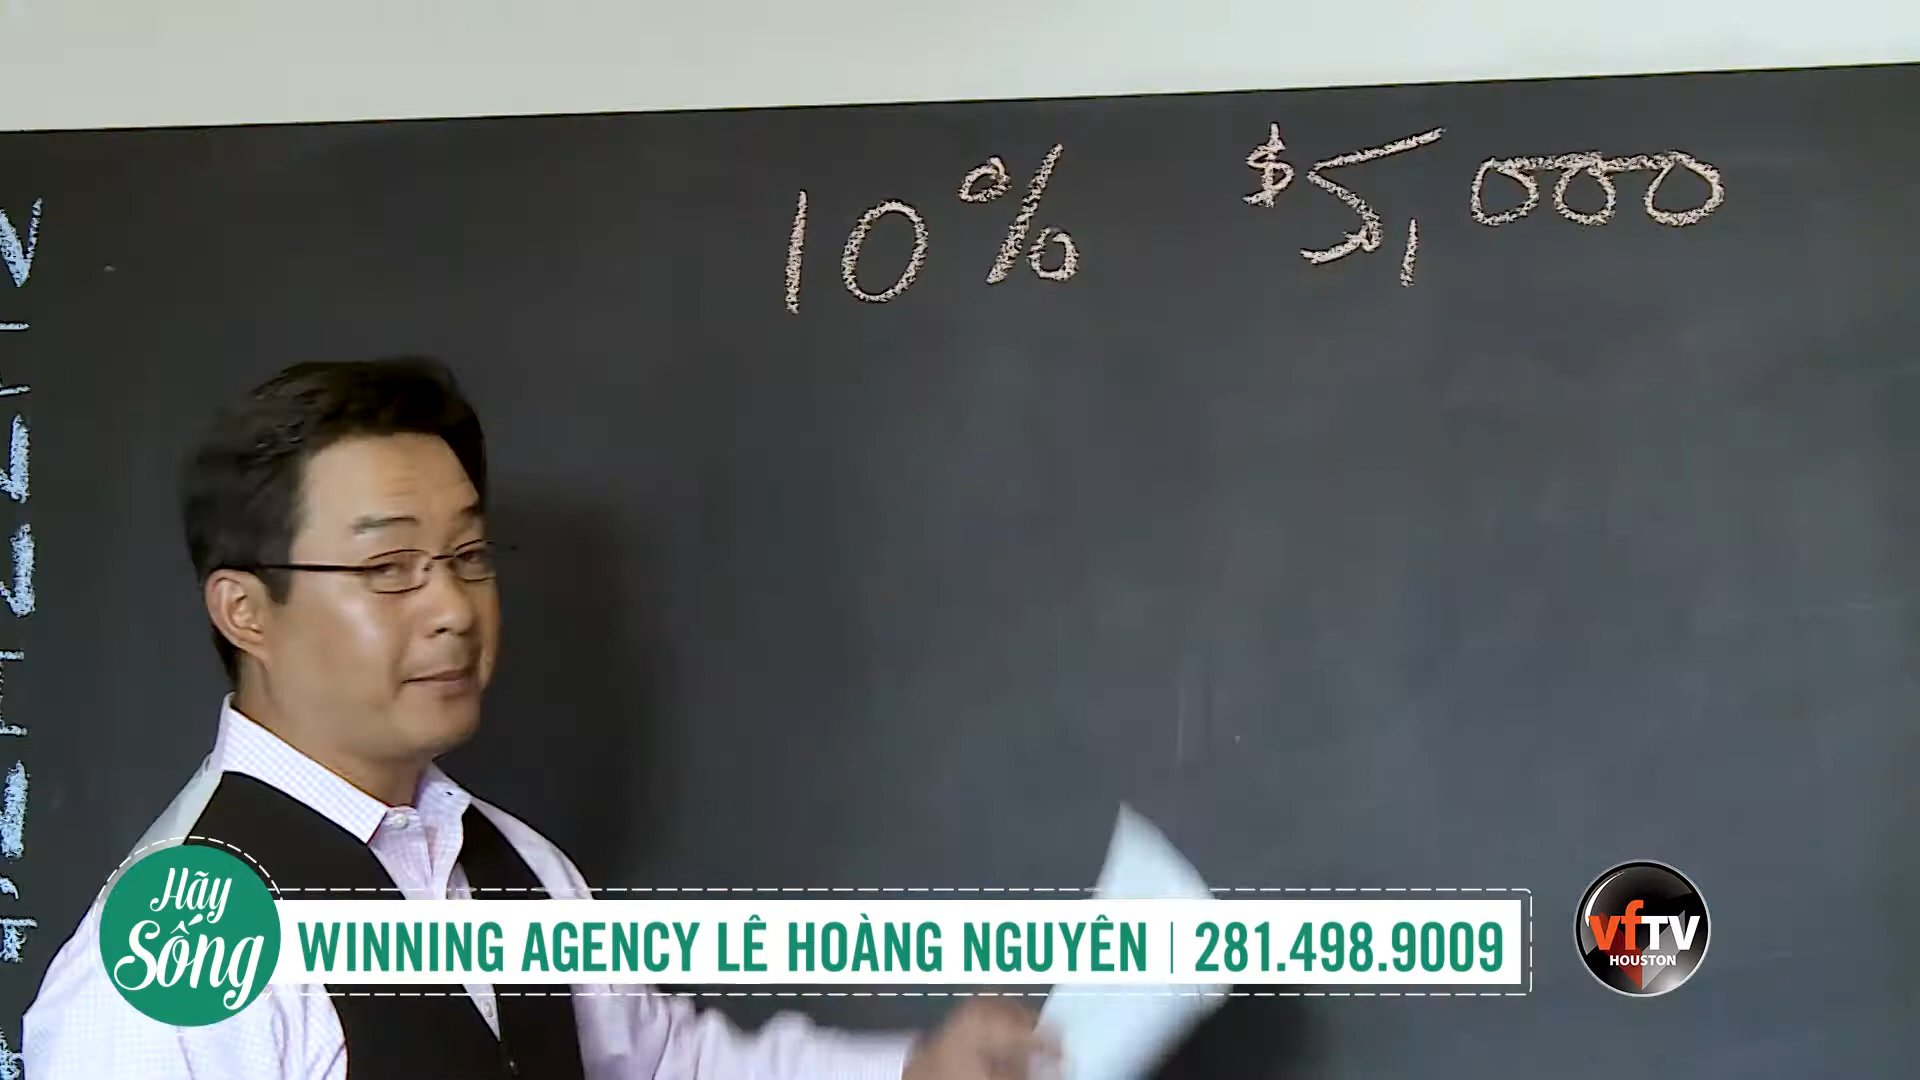 10% $5,000
Hãy
Sống
WINNING AGENCY LÊ HOÀNG NGUYÊN | 281.498.9009
vfTV
HOUSTON